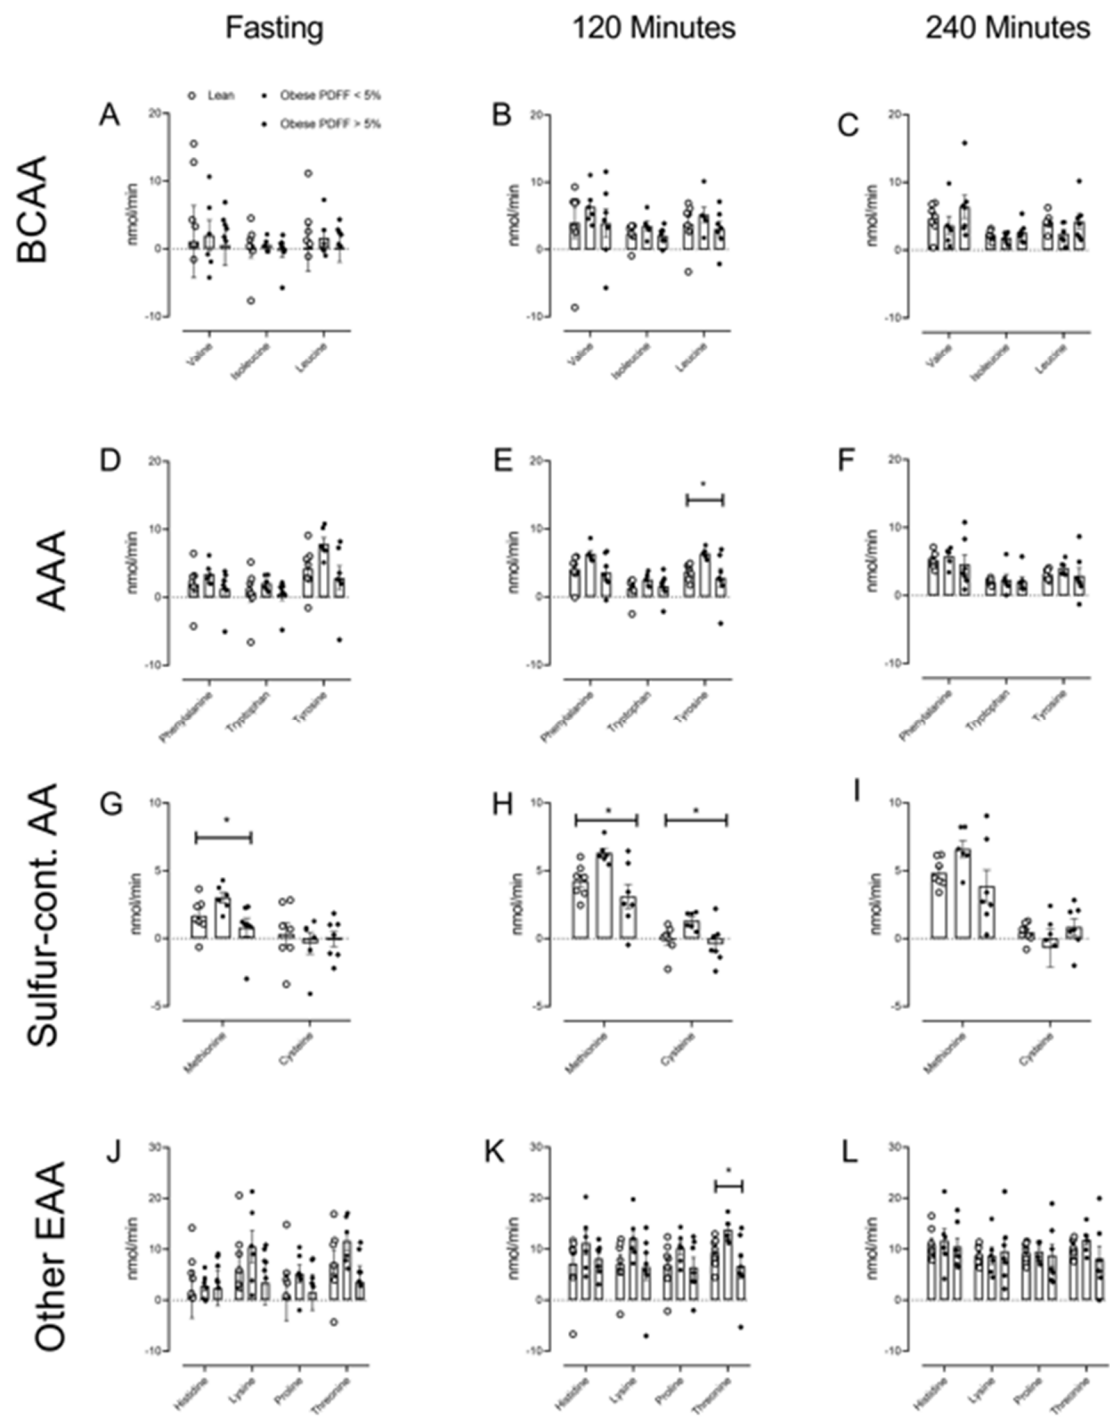 Fasting
120 Minutes
240 Minutes
BCAA
A
Lean
Obese PDFF < 5%
Obese PDFF > 5%
nmol/min
20
10
0
-10
Valine
Isoleucine
Leucine
B
nmol/min
20
10
0
-10
Valine
Isoleucine
Leucine
C
nmol/min
20
10
0
-10
Valine
Isoleucine
Leucine
AAA
D
nmol/min
20
10
0
-10
Phenylalanine
Tryptophan
Tyrosine
E
nmol/min
20
10
0
-10
*
Phenylalanine
Tryptophan
Tyrosine
F
nmol/min
20
10
0
-10
Phenylalanine
Tryptophan
Tyrosine
Sulfur-cont. AA
G
nmol/min
10
5
0
-5
*
Methionine
Cysteine
H
nmol/min
10
5
0
-5
*
*
Methionine
Cysteine
I
nmol/min
10
5
0
-5
Methionine
Cysteine
Other EAA
J
nmol/min
30
20
10
0
-10
Histidine
Lysine
Proline
Threonine
K
nmol/min
30
20
10
0
-10
*
Histidine
Lysine
Proline
Threonine
L
nmol/min
30
20
10
0
-10
Histidine
Lysine
Proline
Threonine